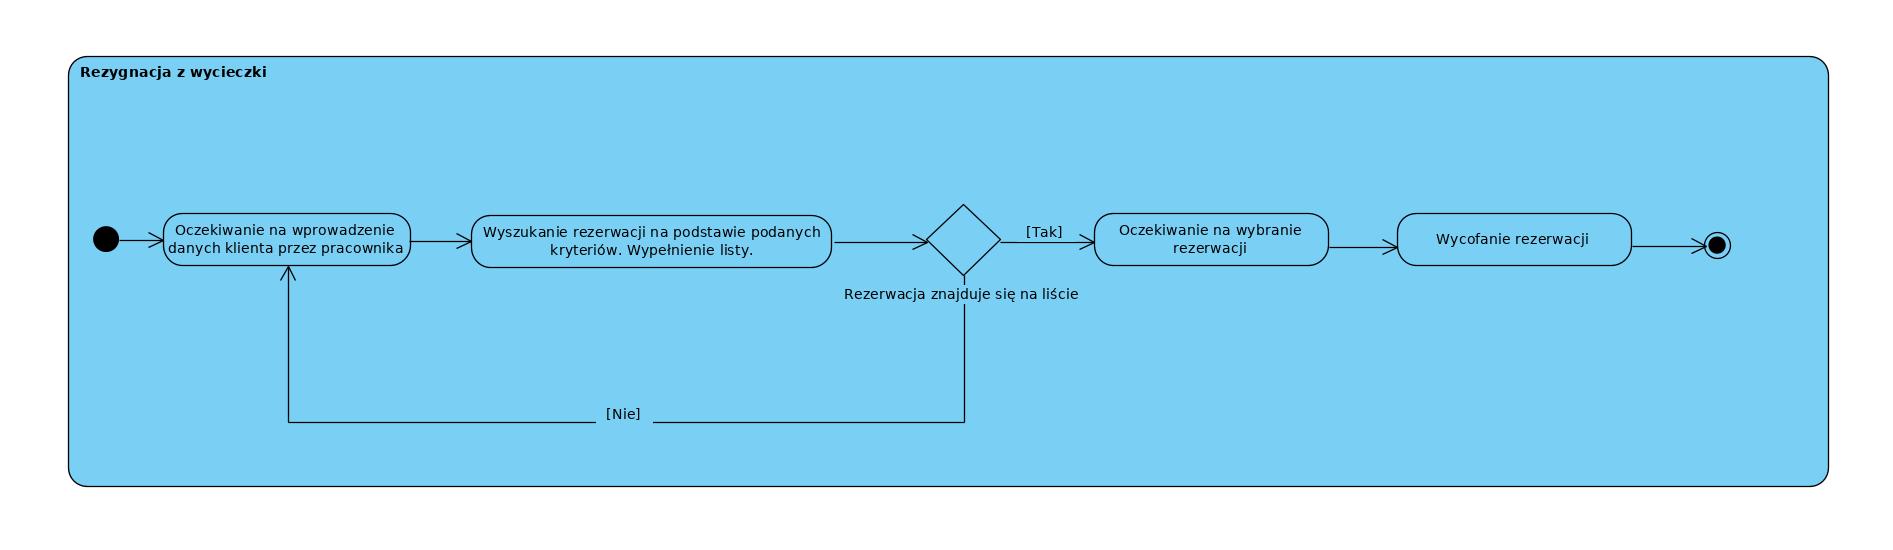 Rezygnacja z wycieczki
Oczekiwanie na wprowadzenie
danych klienta przez pracownika
Wyszukanie rezerwacji na podstawie podanych
kryteriów. Wypełnienie listy.
[Tak]
Oczekiwanie na wybranie
rezerwacji
Wycofanie rezerwacji
Rezerwacja znajduje się na liście
[Nie]